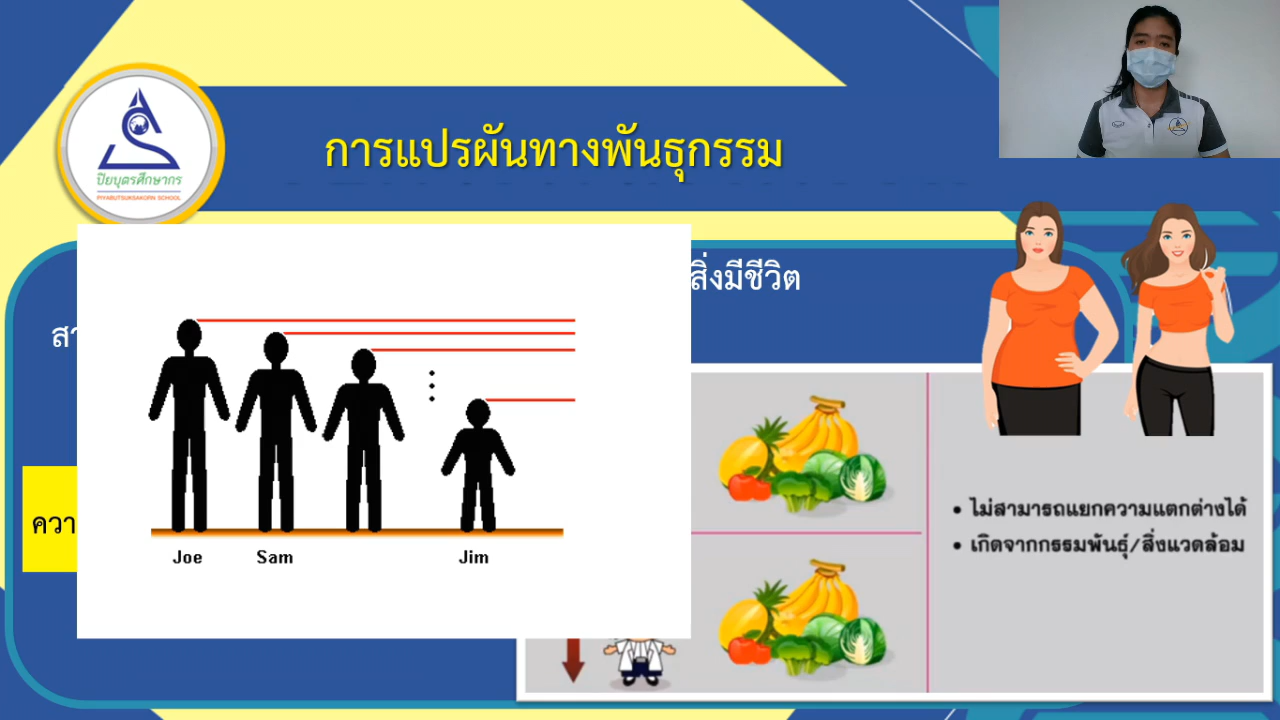 การแปรผันทางพันธุกรรม
ปิยบุตรศึกษากร
PIYABUTSUKSAKORN SCHOOL
สิ่งมีชีวิต
Joe
Sam
Jim
• ไม่สามารถแยกความแตกต่างได้
• เกิดจากกรรมพันธุ์/สิ่งแวดล้อม